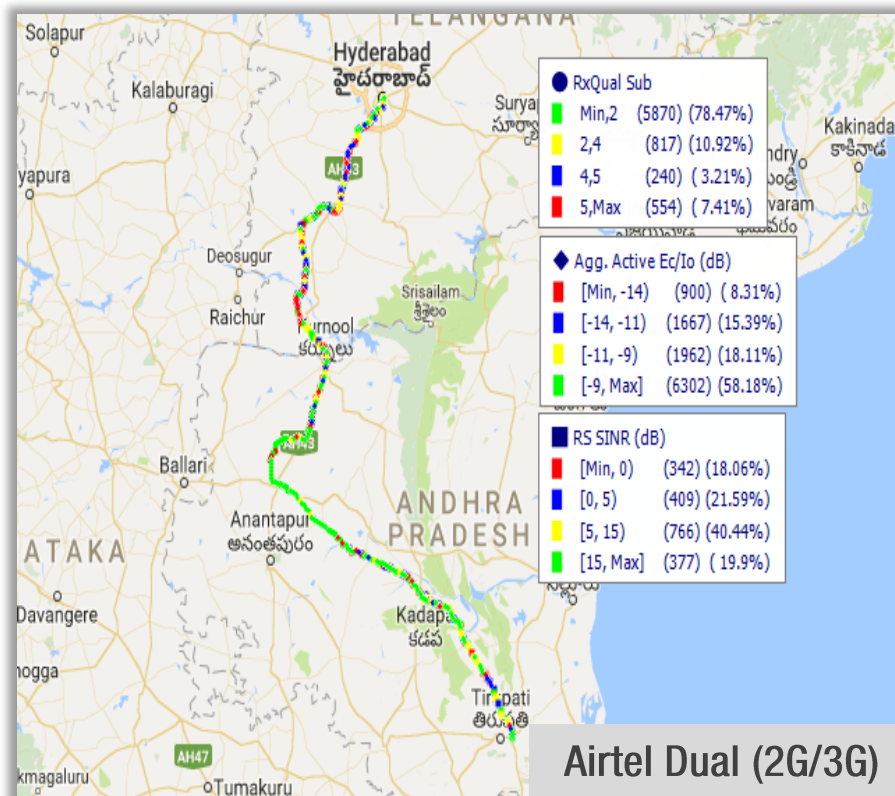 TELANGANA
Solapur
Hyderabad
హైదరాబాద్
Kalaburagi
Kakinada
కాకినాడ
yapura
AH43
Deosugur
Raichur
Srisailam
శ్రీశైలం
Kurnool
కర్నూలు
RxQual Sub
Min,2 (5870) (78.47%)
2,4 (817) (10.92%)
4,5 (240) ( 3.21%)
5,Max (554) ( 7.41%)
Agg. Active Ec/Io (dB)
[Min, -14) (900) ( 8.31%)
[-14, -11) (1667) (15.39%)
[-11, -9) (1962) (18.11%)
[-9, Max] (6302) (58.18%)
RS SINR (dB)
[Min, 0) (342) (18.06%)
[0, 5) (409) (21.59%)
[5, 15) (766) (40.44%)
[15, Max] (377) ( 19.9%)
AH43
Ballari
ANDHRA
PRADESH
Anantapur
అనంతపురం
ATAKA
Davangere
Kadapa
కడప
Tirupati
తిరుపతి
AH47
kmagaluru
Tumakuru
Airtel Dual (2G/3G)